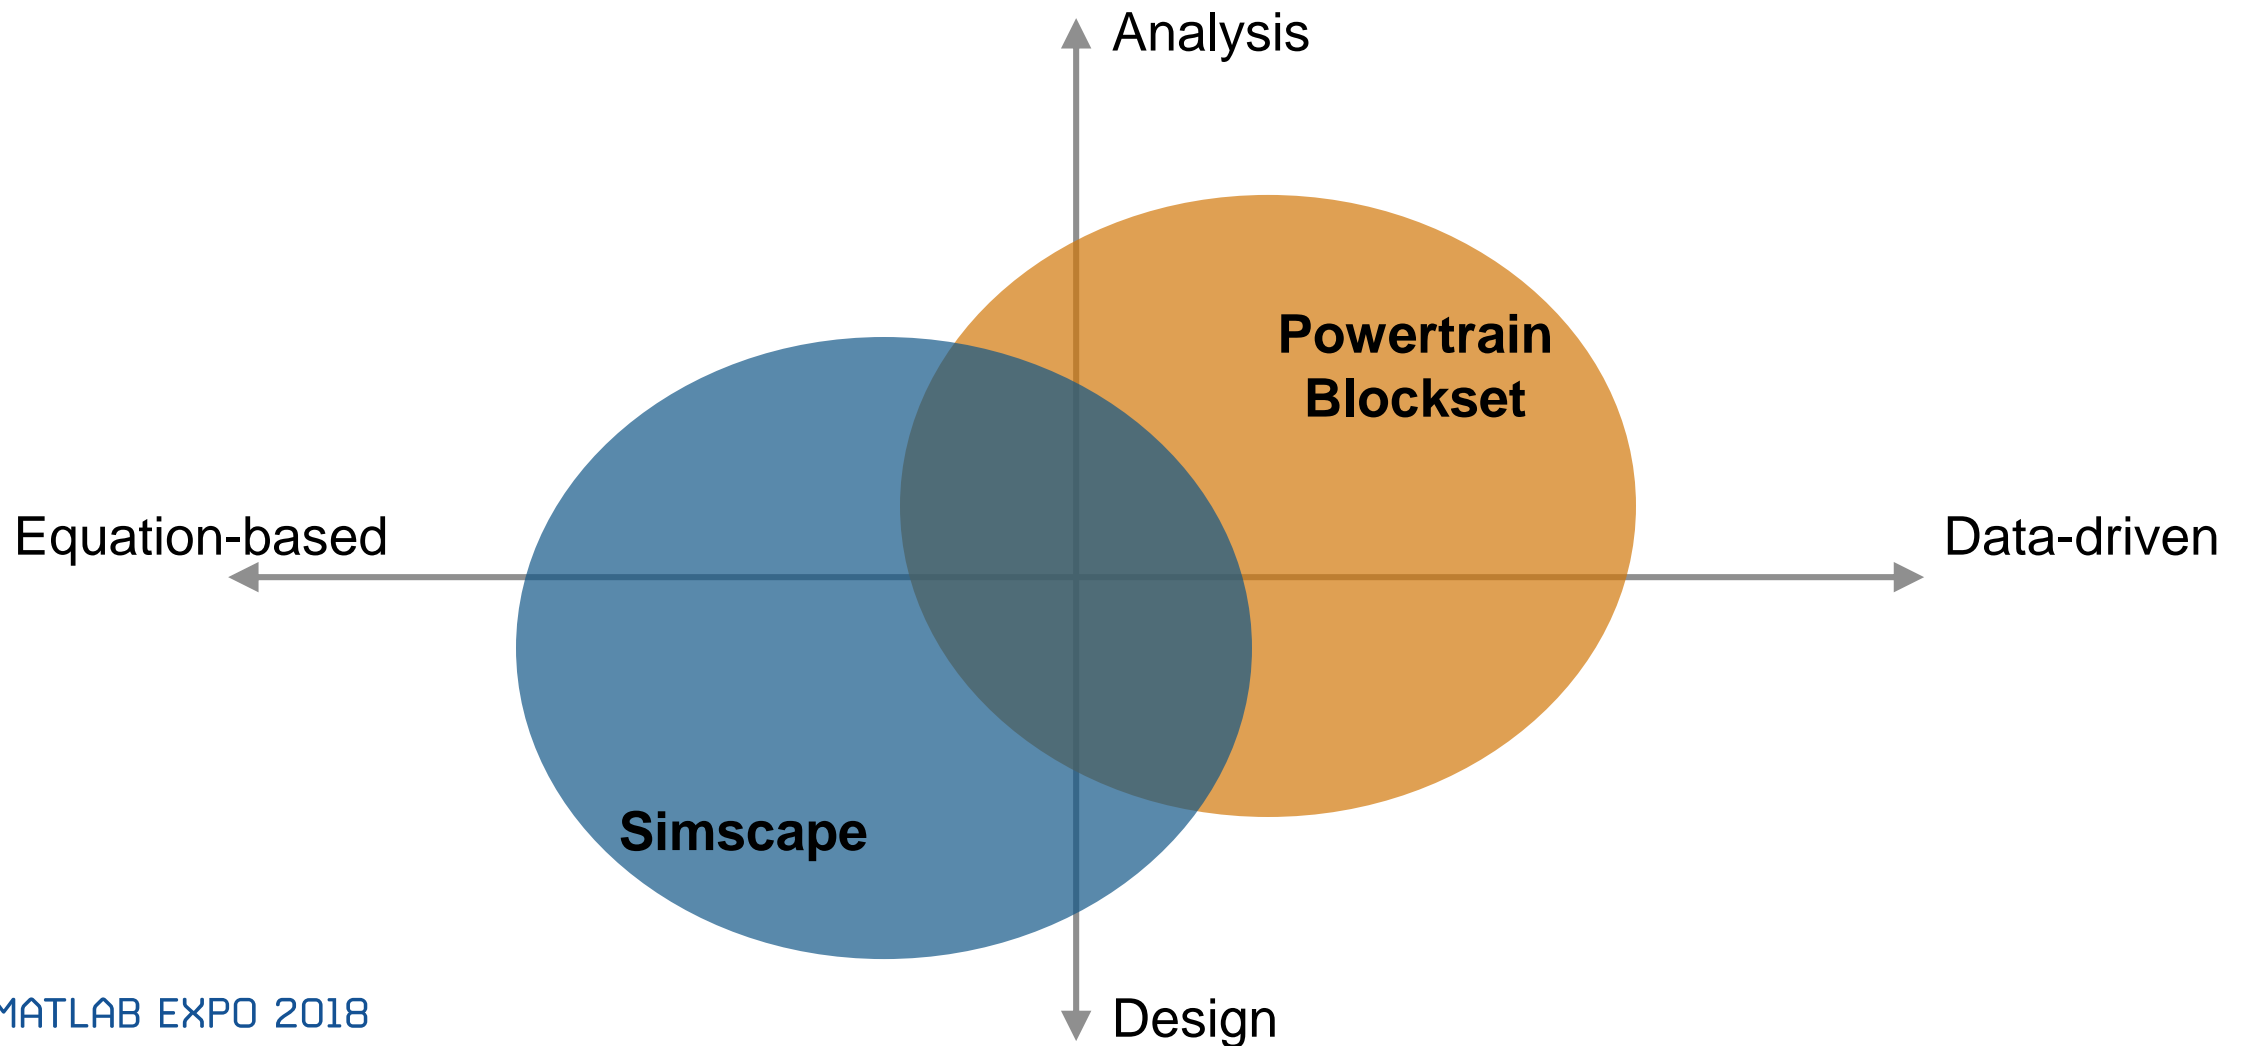 Analysis
Powertrain
Blockset
Equation-based
Data-driven
Simscape
MATLAB EXPO 2018
Design